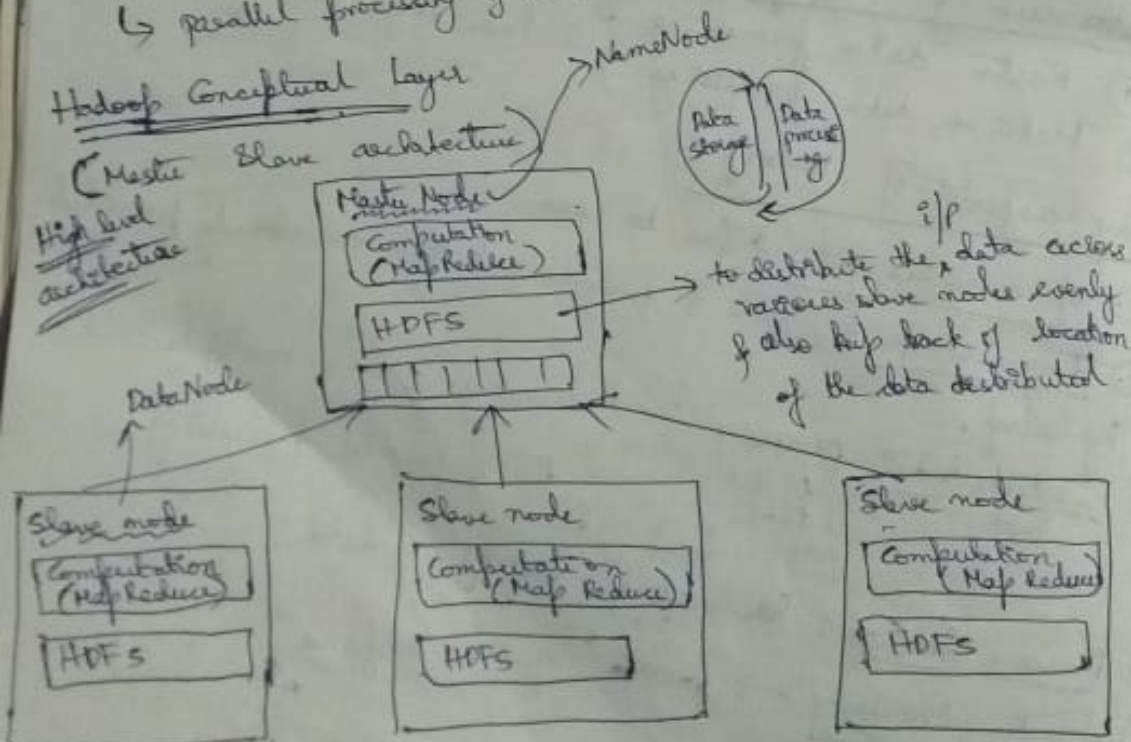 ↳ parallel processing
Hadoop Conceptual Layer
(Master Slave architecture)
High level
architecture
NameNode
Data
storage
Data
process
-ng
Master Node
Computation
(MapReduce)
HDFS
i/p
to distribute the data across
various slave nodes evenly
& also keep track of location
of the data distributed.
DataNode
Slave node
Computation
(Map Reduce)
HDFS
Slave node
Computation
(Map Reduce)
HDFS
Slave node
Computation
(Map Reduce)
HDFS